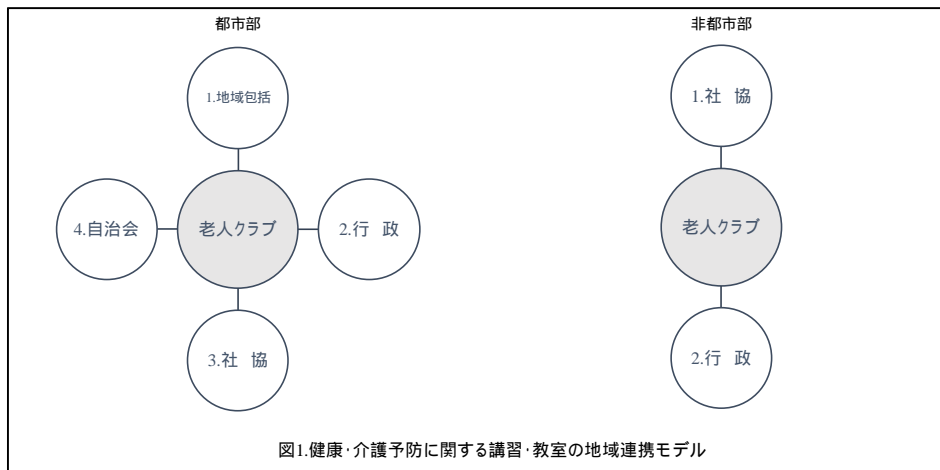 都市部
1.地域包括
4.自治会
老人クラブ
2.行 政
3.社 協
非都市部
1.社 協
老人クラブ
2.行 政
図1.健康・介護予防に関する講習・教室の地域連携モデル